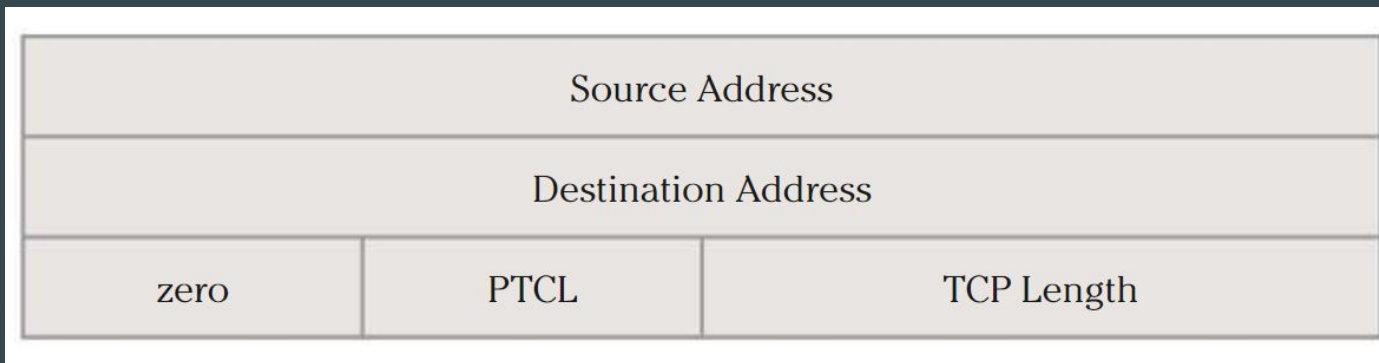 Source Address
Destination Address
zero PTCL TCP Length